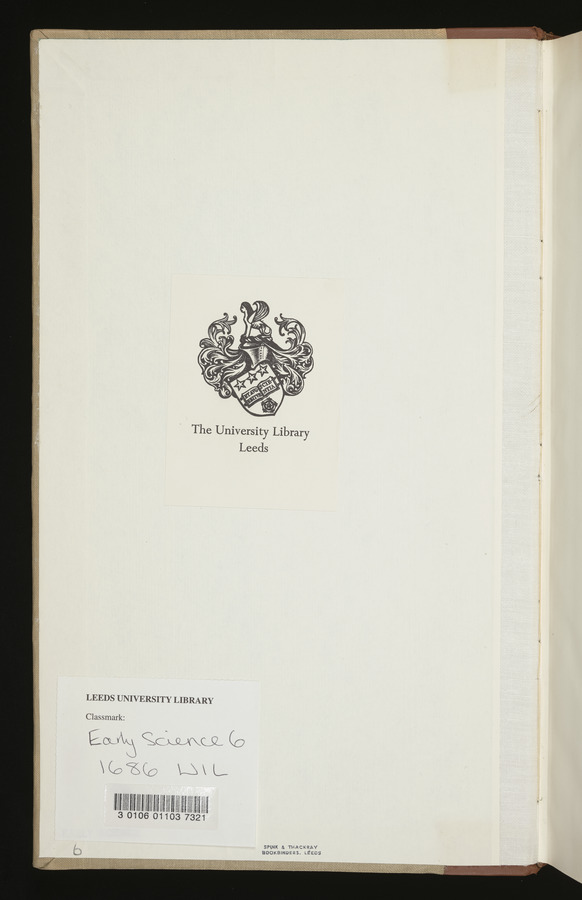 The University Library
Leeds
LEEDS UNIVERSITY LIBRARY
Classmark:
Early Science 6
1686 WIL
3 0106 01103 7321
6
SPURR & THACKRAY
BOOKBINDERS, LEEDS